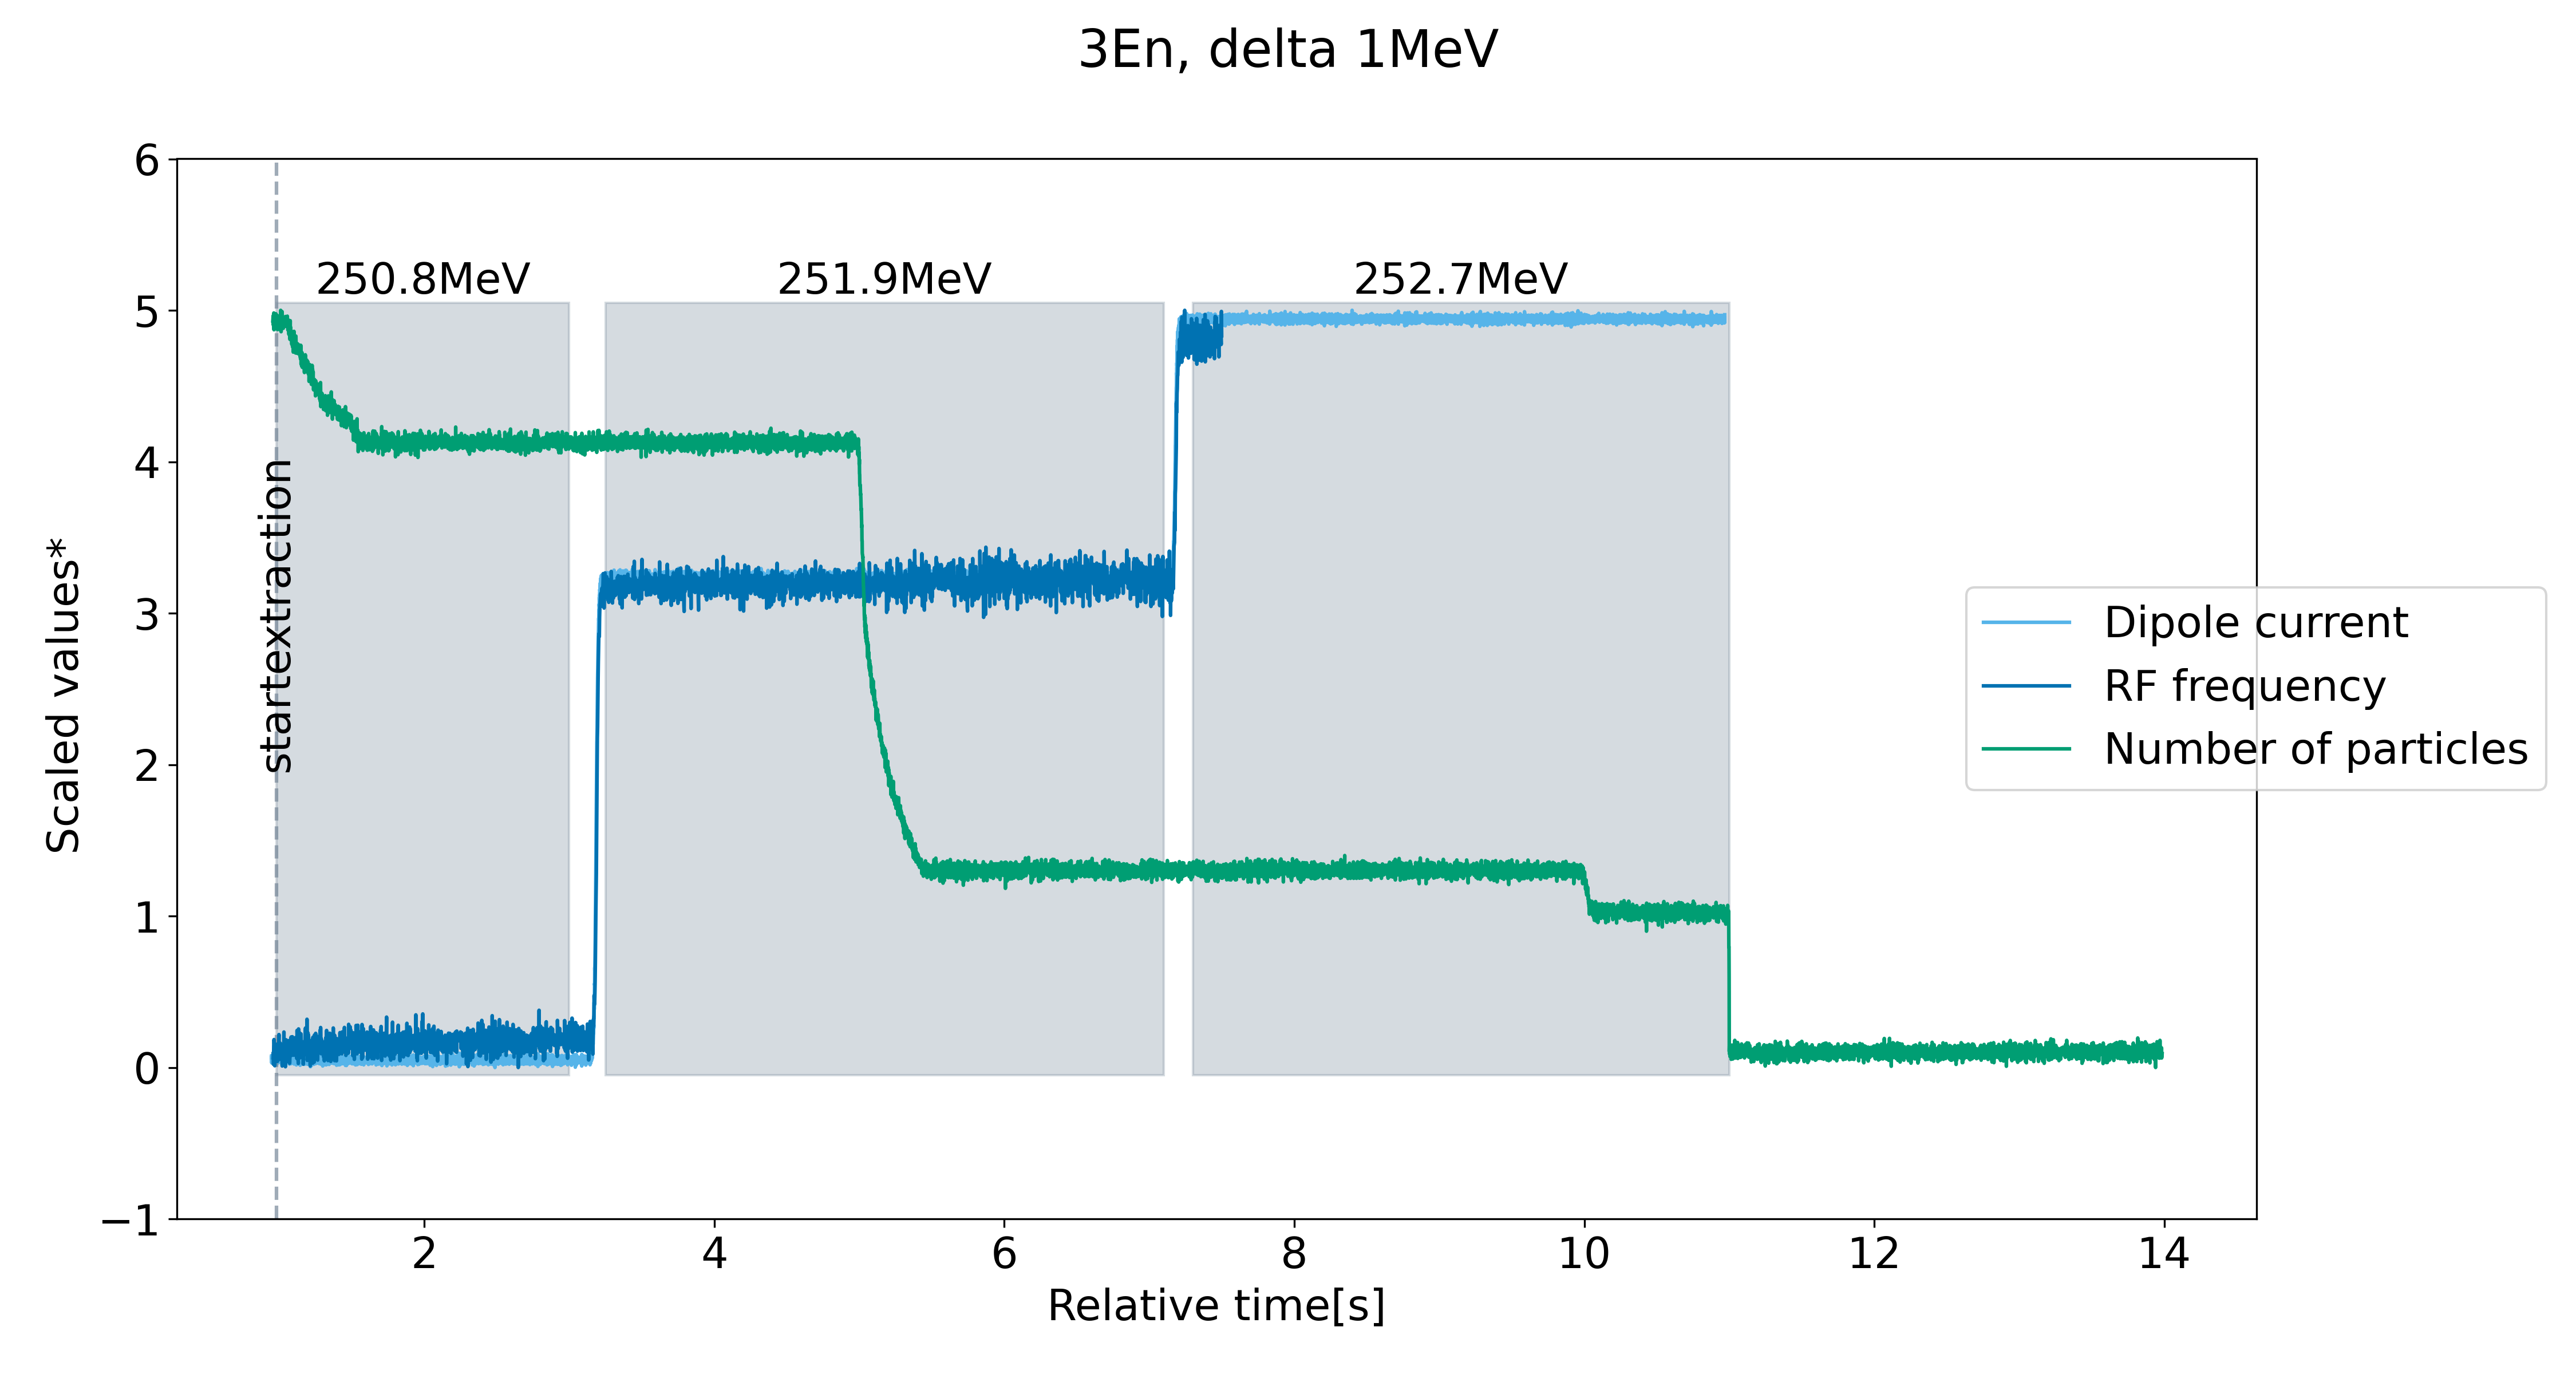 3En, delta 1MeV
6
5
4
3
2
1
0
−1
Scaled values*
250.8MeV
251.9MeV
252.7MeV
startextraction
Dipole current
RF frequency
Number of particles
2
4
6
8
10
12
14
Relative time[s]